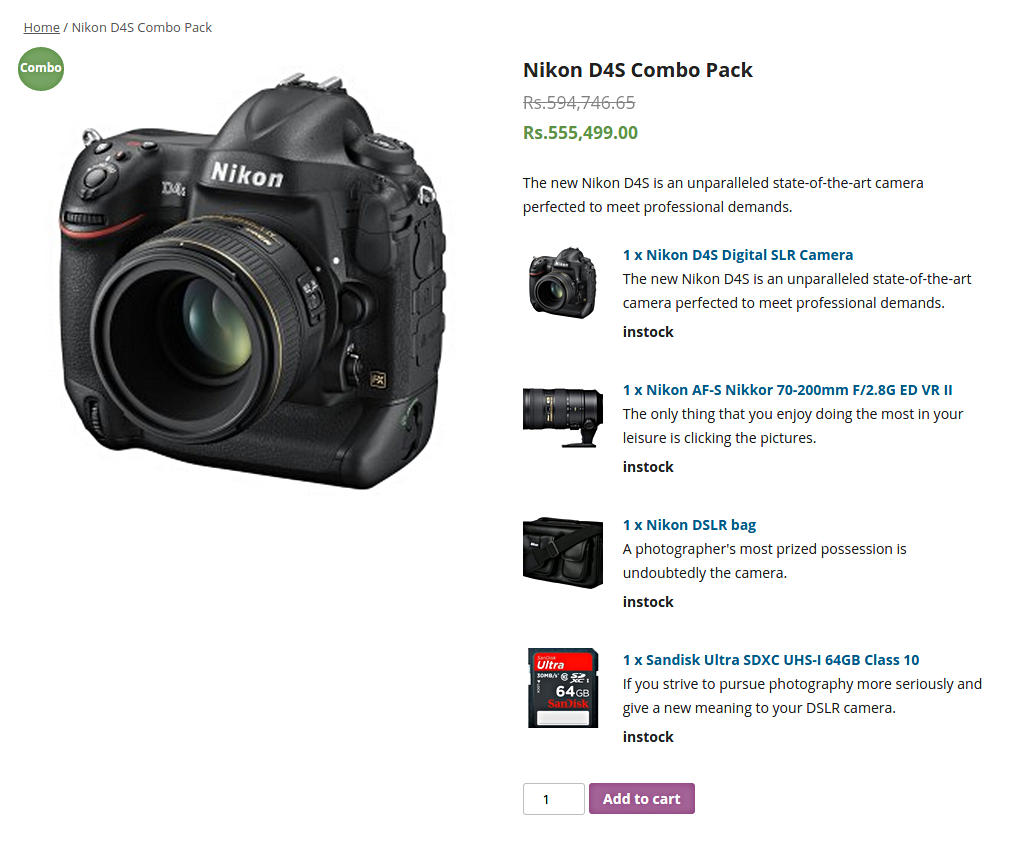 Home / Nikon D4S Combo Pack
Combo
Nikon
D4s
FX
Nikon D4S Combo Pack
Rs.594,746.65
Rs.555,499.00
The new Nikon D4S is an unparalleled state-of-the-art camera
perfected to meet professional demands.
1 x Nikon D4S Digital SLR Camera
The new Nikon D4S is an unparalleled state-of-the-art
camera perfected to meet professional demands.
instock
1 x Nikon AF-S Nikkor 70-200mm F/2.8G ED VR II
The only thing that you enjoy doing the most in your
leisure is clicking the pictures.
instock
1 x Nikon DSLR bag
A photographer's most prized possession is
undoubtedly the camera.
instock
SanDisk
Ultra
30MB/s
64GB
SanDisk
1 x Sandisk Ultra SDXC UHS-I 64GB Class 10
If you strive to pursue photography more seriously and
give a new meaning to your DSLR camera.
instock
1
Add to cart